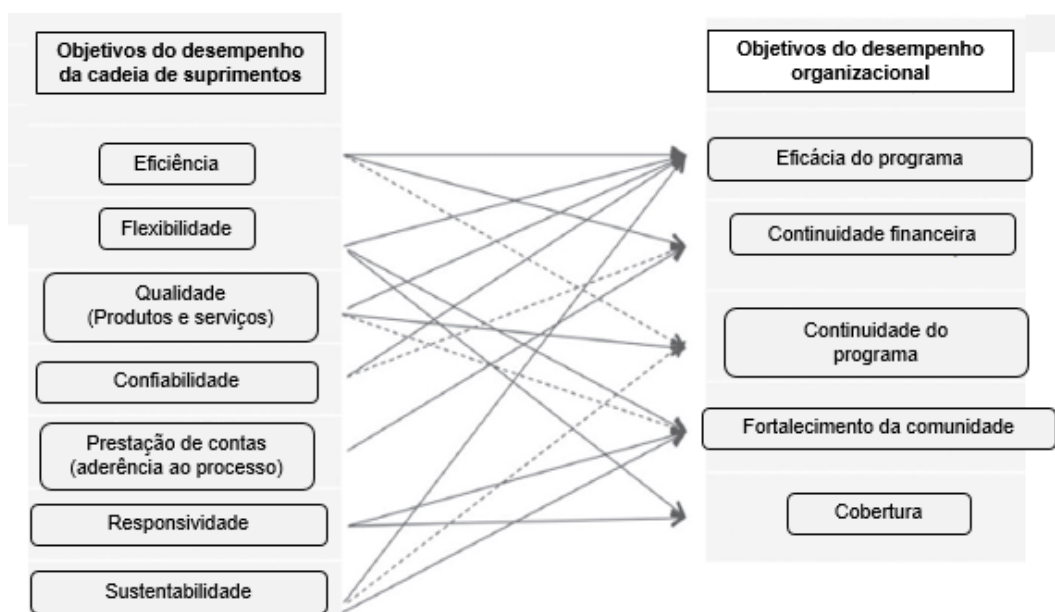 Objetivos do desempenho
da cadeia de suprimentos
Eficiência
Flexibilidade
Qualidade
(Produtos e serviços)
Confiabilidade
Prestação de contas
(aderência ao processo)
Responsividade
Sustentabilidade
Objetivos do desempenho
organizacional
Eficácia do programa
Continuidade financeira
Continuidade do
programa
Fortalecimento da comunidade
Cobertura